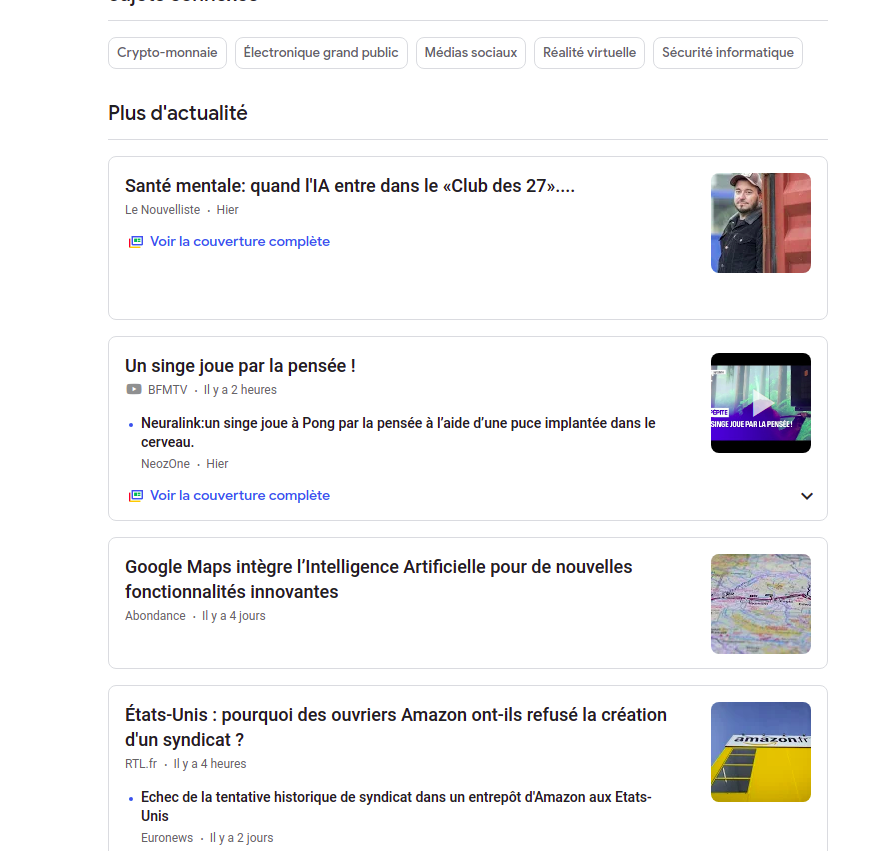 Sujets connexes
Crypto-monnaie
Électronique grand public
Médias sociaux
Réalité virtuelle
Sécurité informatique
Plus d'actualité
Santé mentale: quand l'IA entre dans le «Club des 27»....
Le Nouvelliste · Hier
Voir la couverture complète
Un singe joue par la pensée !
BFMTV · Il y a 2 heures
PÉPITE
SINGE JOUE PAR LA PENSÉE!
Neuralink:un singe joue à Pong par la pensée à l’aide d’une puce implantée dans le
cerveau.
NeozOne · Hier
Voir la couverture complète
Google Maps intègre l’Intelligence Artificielle pour de nouvelles
fonctionnalités innovantes
Abondance · Il y a 4 jours
États-Unis : pourquoi des ouvriers Amazon ont-ils refusé la création
d'un syndicat ?
RTL.fr · Il y a 4 heures
amazon.fr
Echec de la tentative historique de syndicat dans un entrepôt d'Amazon aux Etats-
Unis
Euronews · Il y a 2 jours